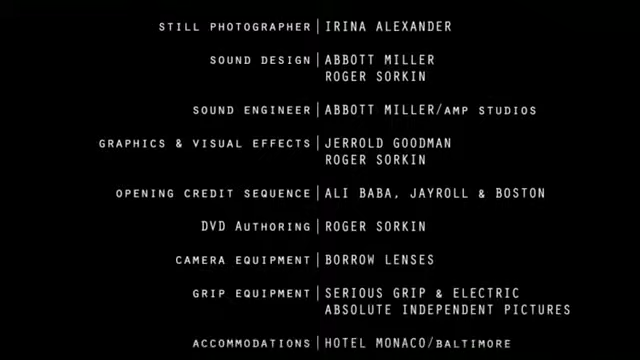 STILL PHOTOGRAPHER | IRINA ALEXANDER
SOUND DESIGN | ABBOTT MILLER
ROGER SORKIN
SOUND ENGINEER | ABBOTT MILLER/AMP STUDIOS
GRAPHICS & VISUAL EFFECTS | JERROLD GOODMAN
ROGER SORKIN
OPENING CREDIT SEQUENCE | ALI BABA, JAYROLL & BOSTON
DVD AUTHORING | ROGER SORKIN
CAMERA EQUIPMENT | BORROW LENSES
GRIP EQUIPMENT | SERIOUS GRIP & ELECTRIC
ABSOLUTE INDEPENDENT PICTURES
ACCOMMODATIONS | HOTEL MONACO/BALTIMORE